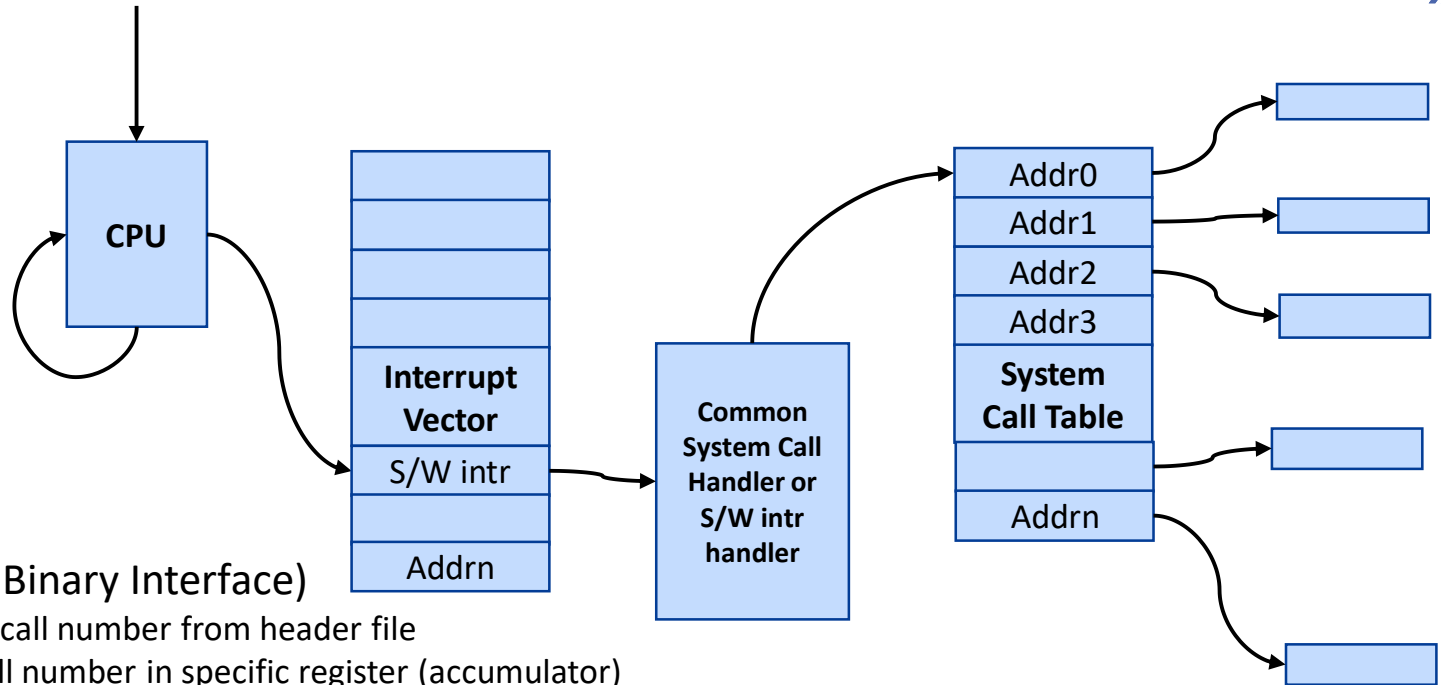 CPU
Interrupt
Vector
S/W intr
Addrn
Common
System Call
Handler or
S/W intr
handler
Addr0
Addr1
Addr2
Addr3
System
Call Table
Addrn
Binary Interface)
call number from header file
number in specific register (accumulator)